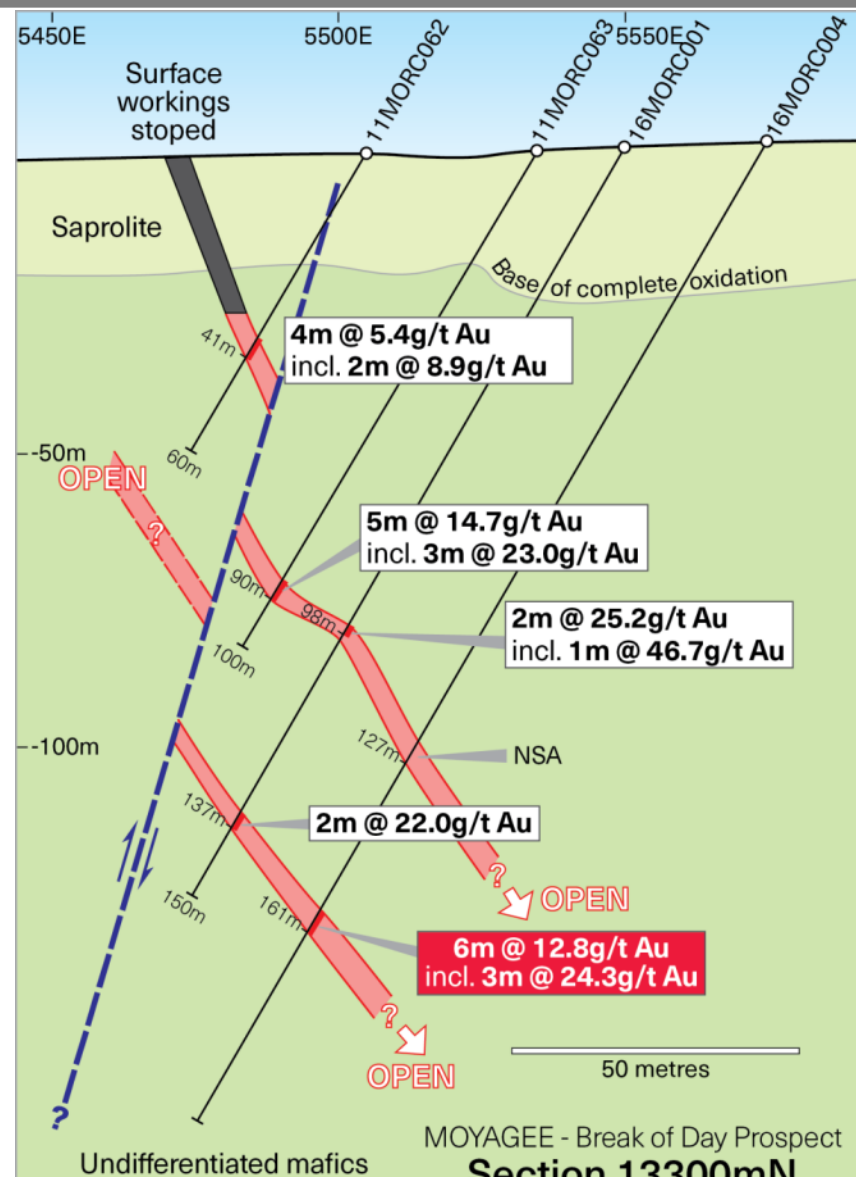 5450E
5500E
5550E
11MORC062
11MORC063
16MORC001
16MORC004
Surface
workings
stoped
Saprolite
Base of complete oxidation
41m
4m @ 5.4g/t Au
incl. 2m @ 8.9g/t Au
-50m
60m
OPEN
?
5m @ 14.7g/t Au
incl. 3m @ 23.0g/t Au
90m
98m
2m @ 25.2g/t Au
incl. 1m @ 46.7g/t Au
100m
-100m
127m
NSA
137m
2m @ 22.0g/t Au
?
OPEN
150m
161m
6m @ 12.8g/t Au
incl. 3m @ 24.3g/t Au
?
OPEN
50 metres
?
Undifferentiated mafics
MOYAGEE - Break of Day Prospect
Section 13300mN